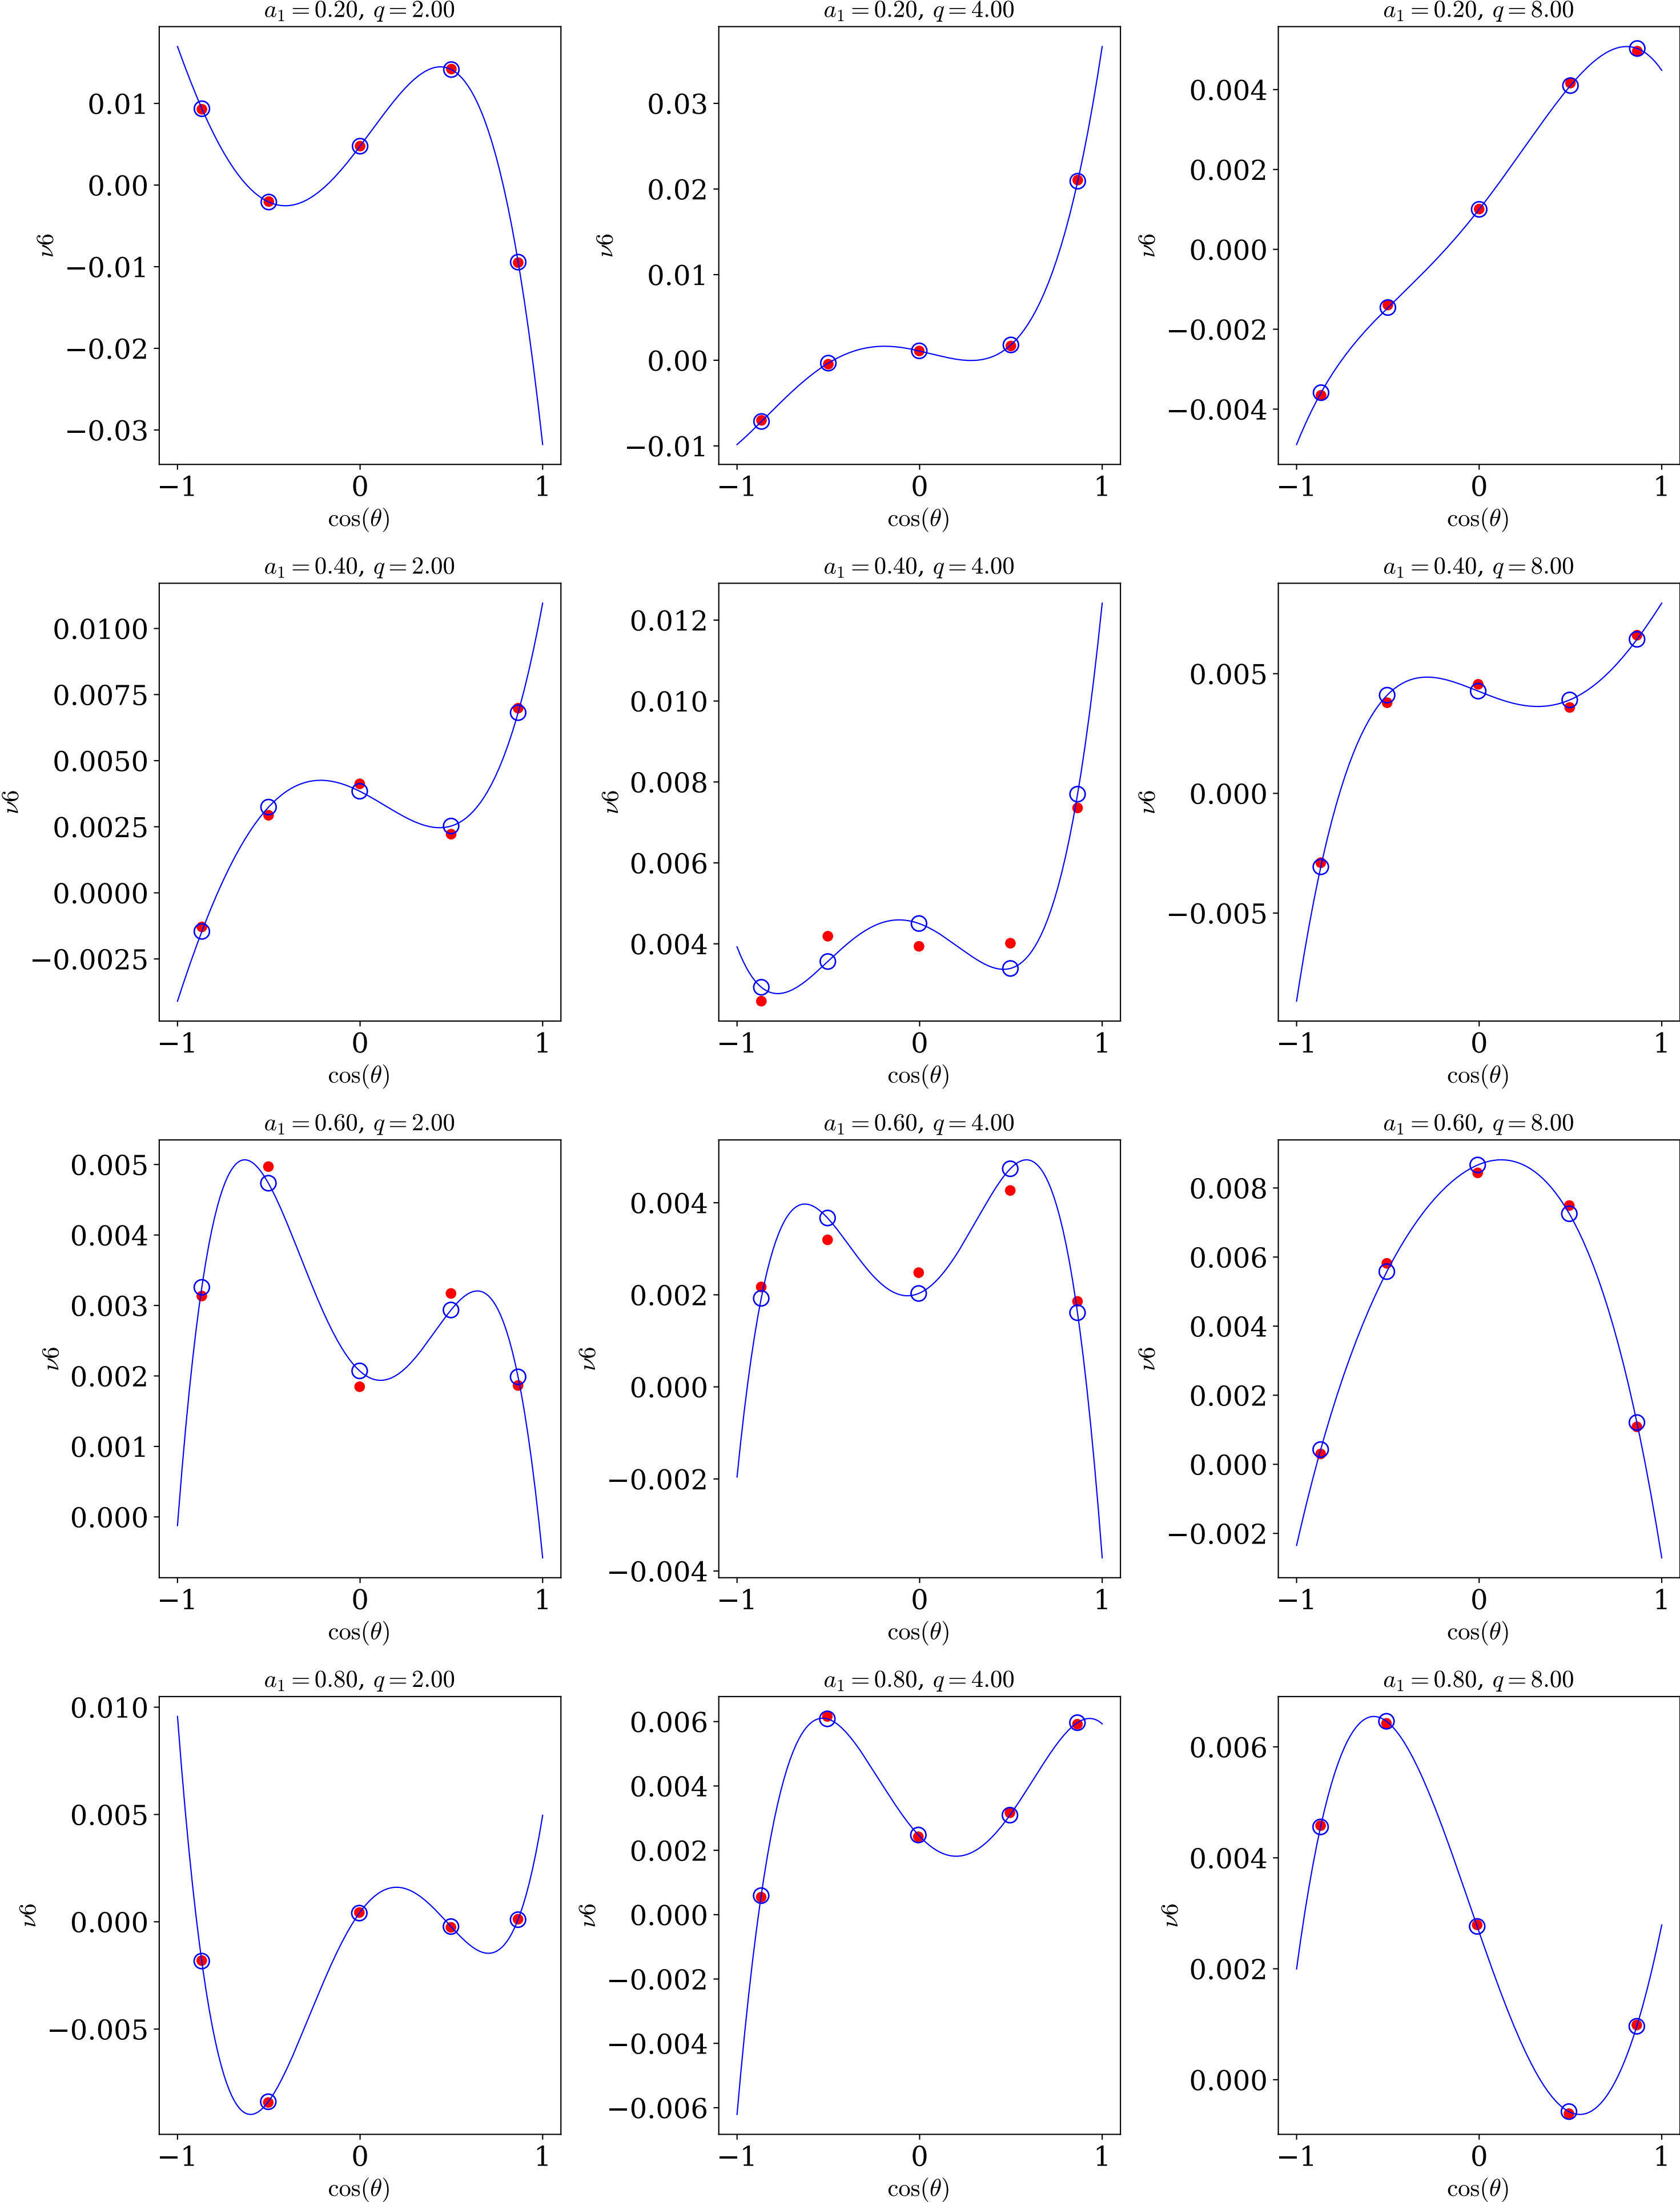 a₁ = 0.20, q = 2.00
0.01
0.00
−0.01
−0.02
−0.03
ν6
−1 0 1
cos(θ)
a₁ = 0.20, q = 4.00
0.03
0.02
0.01
0.00
−0.01
ν6
−1 0 1
cos(θ)
a₁ = 0.20, q = 8.00
0.004
0.002
0.000
−0.002
−0.004
ν6
−1 0 1
cos(θ)
a₁ = 0.40, q = 2.00
0.0100
0.0075
0.0050
0.0025
0.0000
−0.0025
ν6
−1 0 1
cos(θ)
a₁ = 0.40, q = 4.00
0.012
0.010
0.008
0.006
0.004
ν6
−1 0 1
cos(θ)
a₁ = 0.40, q = 8.00
0.005
0.000
−0.005
ν6
−1 0 1
cos(θ)
a₁ = 0.60, q = 2.00
0.005
0.004
0.003
0.002
0.001
0.000
ν6
−1 0 1
cos(θ)
a₁ = 0.60, q = 4.00
0.004
0.002
0.000
−0.002
−0.004
ν6
−1 0 1
cos(θ)
a₁ = 0.60, q = 8.00
0.008
0.006
0.004
0.002
0.000
−0.002
ν6
−1 0 1
cos(θ)
a₁ = 0.80, q = 2.00
0.010
0.005
0.000
−0.005
ν6
−1 0 1
cos(θ)
a₁ = 0.80, q = 4.00
0.006
0.004
0.002
0.000
−0.002
−0.004
−0.006
ν6
−1 0 1
cos(θ)
a₁ = 0.80, q = 8.00
0.006
0.004
0.002
0.000
ν6
−1 0 1
cos(θ)